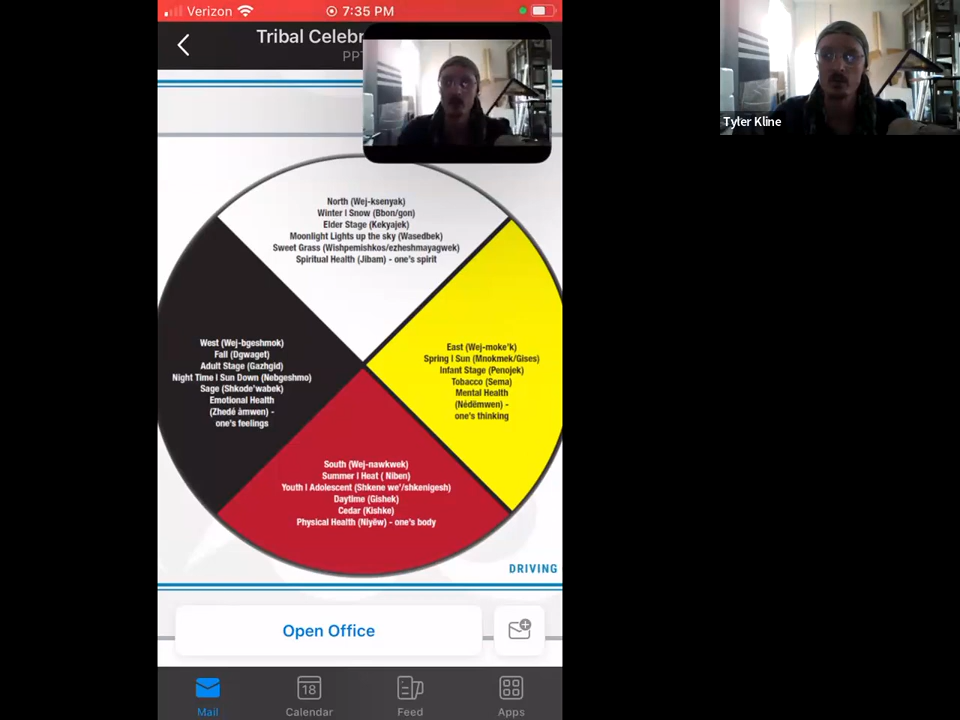 Verizon
7:35 PM
Tribal Celebr
PPT
North (Wej-ksenyak)
Winter I Snow (Bbon/gon)
Elder Stage (Kekyajek)
Moonlight Lights up the sky (Wasedbek)
Sweet Grass (Wishpemishkos/ezheshmayagwek)
Spiritual Health (Jibam) - one's spirit
West (Wej-bgeshmok)
Fall (Dgwaget)
Adult Stage (Gazhgid)
Night Time I Sun Down (Nebgeshmo)
Sage (Shkode'wabek)
Emotional Health
(Zhedé àmwen) -
one's feelings
East (Wej-moke'k)
Spring I Sun (Mnokmek/Gises)
Infant Stage (Penojek)
Tobacco (Sema)
Mental Health
(Nédëmwen) -
one's thinking
South (Wej-nawkwek)
Summer I Heat ( Niben)
Youth I Adolescent (Shkene we'/shkenigesh)
Daytime (Gishek)
Cedar (Kishke)
Physical Health (Niyëw) - one's body
DRIVING
Open Office
Mail
18
Calendar
Feed
Apps
Tyler Kline